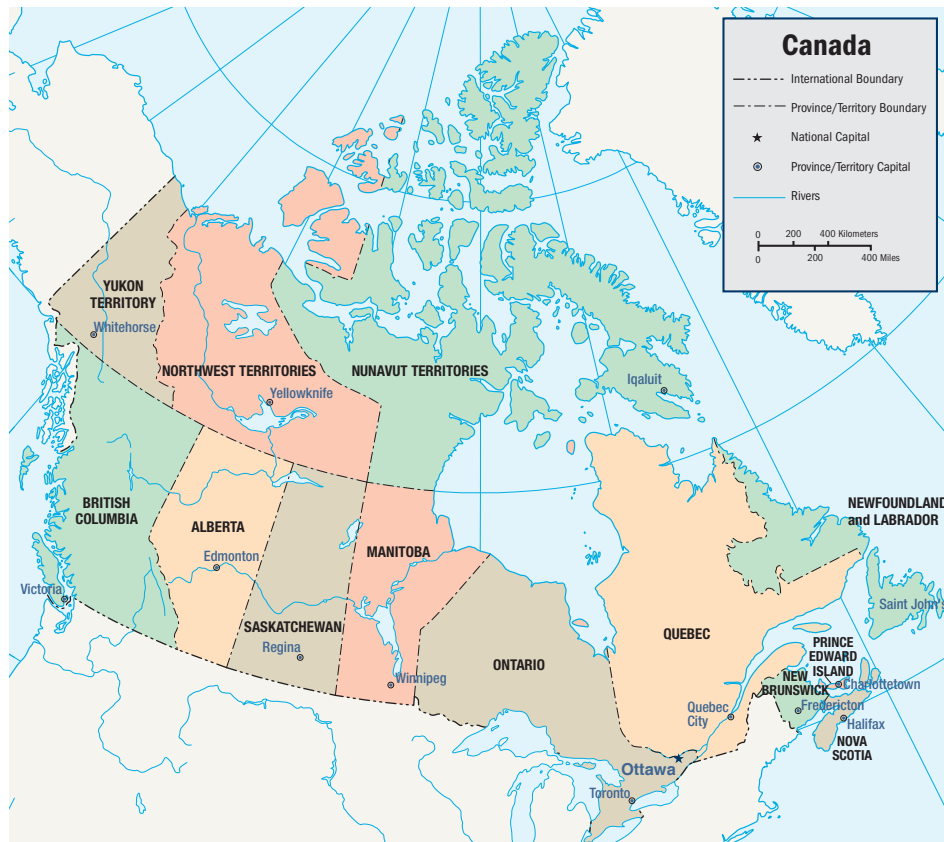 Canada
International Boundary
Province/Territory Boundary
National Capital
Province/Territory Capital
Rivers
0 200 400 Kilometers
0 200 400 Miles
YUKON
TERRITORY
Whitehorse
NORTHWEST TERRITORIES
Yellowknife
NUNAVUT TERRITORIES
Iqaluit
BRITISH
COLUMBIA
Victoria
ALBERTA
Edmonton
SASKATCHEWAN
Regina
MANITOBA
Winnipeg
ONTARIO
Ottawa
Toronto
QUEBEC
Quebec
City
NEWFOUNDLAND
and LABRADOR
Saint John's
PRINCE
EDWARD
ISLAND
Charlottetown
NEW
BRUNSWICK
Fredericton
Halifax
NOVA
SCOTIA